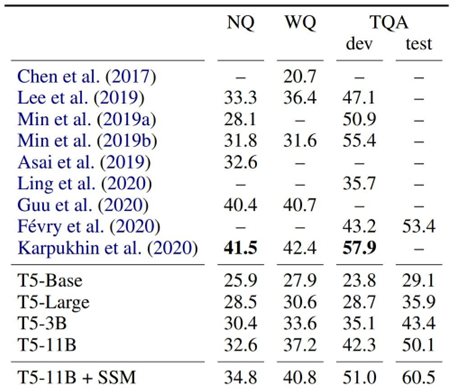 NQ WQ TQA
dev test
Chen et al. (2017) – 20.7 – –
Lee et al. (2019) 33.3 36.4 47.1 –
Min et al. (2019a) 28.1 – 50.9 –
Min et al. (2019b) 31.8 31.6 55.4 –
Asai et al. (2019) 32.6 – – –
Ling et al. (2020) – – 35.7 –
Guu et al. (2020) 40.4 40.7 – –
Févry et al. (2020) – – 43.2 53.4
Karpukhin et al. (2020) 41.5 42.4 57.9 –
T5-Base 25.9 27.9 23.8 29.1
T5-Large 28.5 30.6 28.7 35.9
T5-3B 30.4 33.6 35.1 43.4
T5-11B 32.6 37.2 42.3 50.1
T5-11B + SSM 34.8 40.8 51.0 60.5